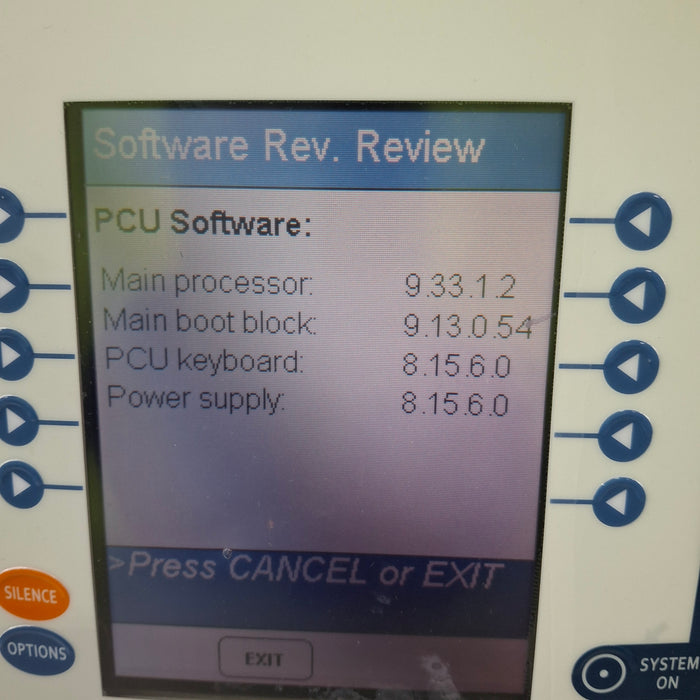 Software Rev. Review
PCU Software:
Main processor: 9.33.1.2
Main boot block: 9.13.0.54
PCU keyboard: 8.15.6.0
Power supply: 8.15.6.0
>Press CANCEL or EXIT
EXIT
SILENCE
OPTIONS
SYSTEM
ON